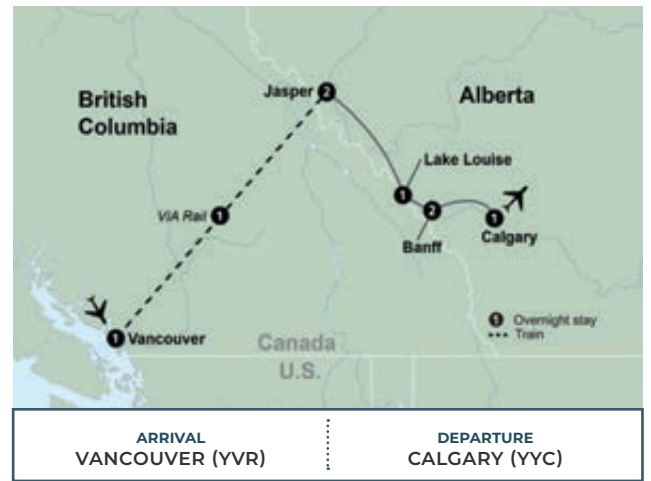 British
Columbia
Jasper 2
Alberta
Lake Louise
1
VIA Rail 1
2
Banff
1
Calgary
1 Vancouver
1 Overnight stay
Train
Canada
U.S.
ARRIVAL
VANCOUVER (YVR)
DEPARTURE
CALGARY (YYC)